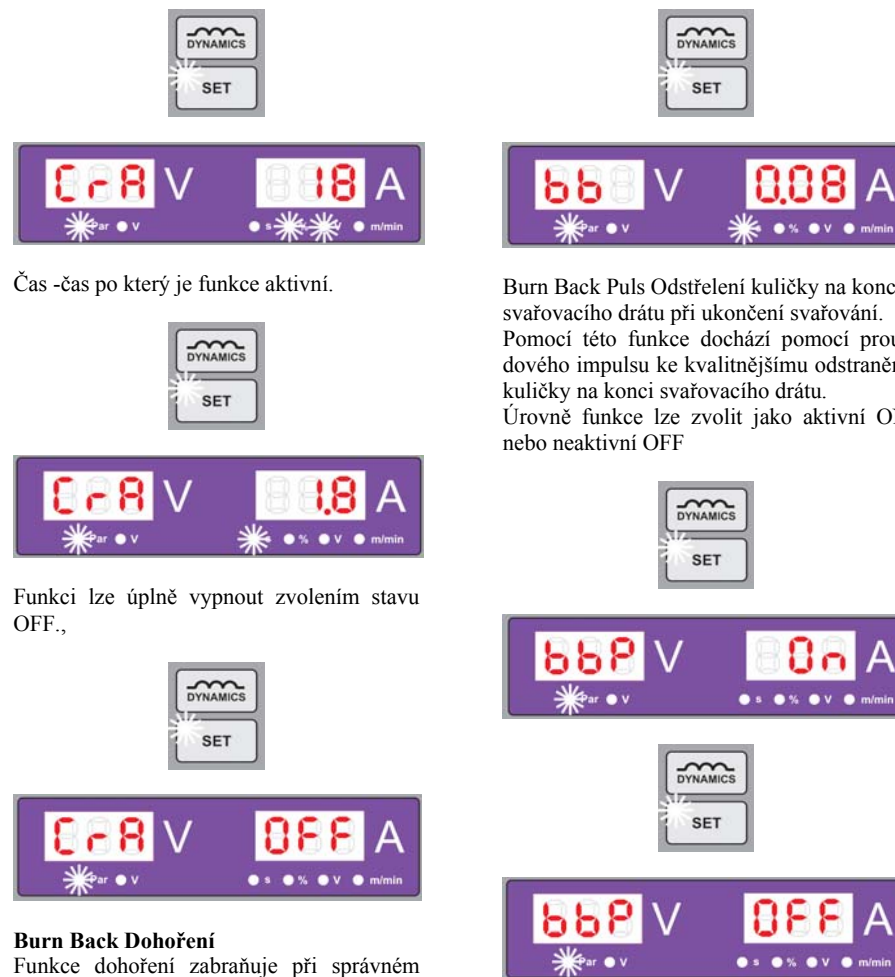 DYNAMICS
SET
CrA V 18 A
Par V s % V m/min
Čas -čas po který je funkce aktivní.
DYNAMICS
SET
CrA V 1.8 A
Par V % V m/min
Funkci lze úplně vypnout zvolením stavu
OFF.,
DYNAMICS
SET
CrA V OFF A
Par V s % V m/min
Burn Back Dohoření
Funkce dohoření zabraňuje při správném
DYNAMICS
SET
bb V 0.08 A
Par V % V m/min
Burn Back Puls Odstřelení kuličky na konc
svařovacího drátu při ukončení svařování.
Pomocí této funkce dochází pomocí prou
dového impulsu ke kvalitnějšímu odstraněn
kuličky na konci svařovacího drátu.
Úrovně funkce lze zvolit jako aktivní
nebo neaktivní OFF
DYNAMICS
SET
bbP V On A
Par V s % V m/min
DYNAMICS
SET
bbP V OFF A
Par V s % V m/min